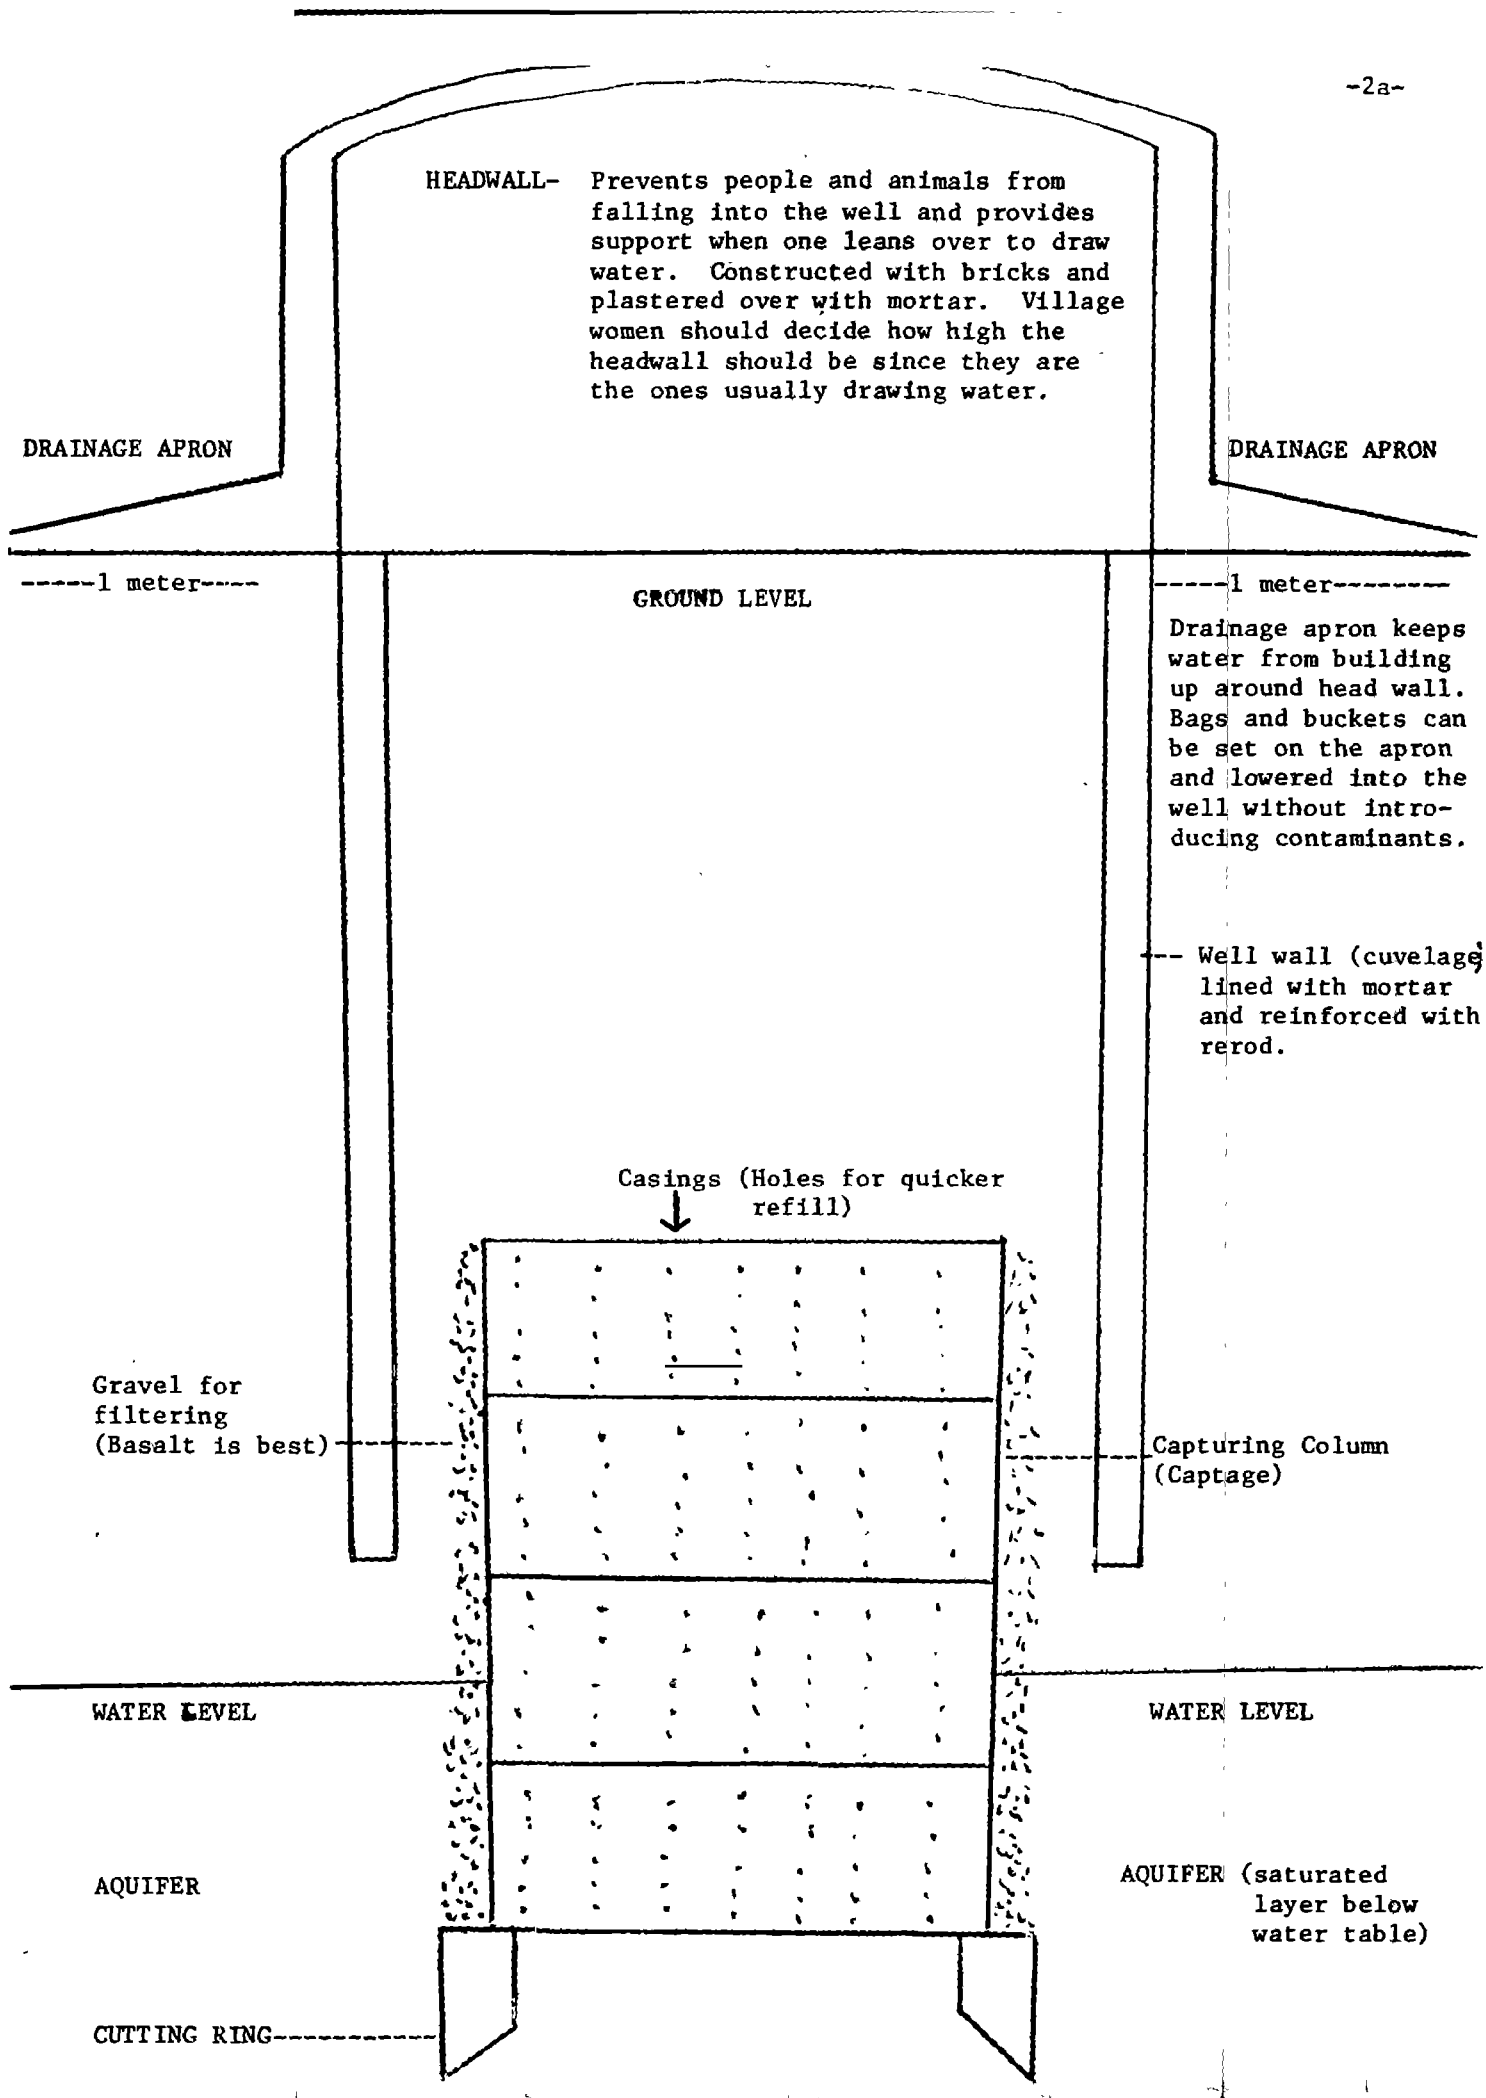 -2a-
HEADWALL- Prevents people and animals from
falling into the well and provides
support when one leans over to draw
water. Constructed with bricks and
plastered over with mortar. Village
women should decide how high the
headwall should be since they are
the ones usually drawing water.
DRAINAGE APRON
DRAINAGE APRON
-----1 meter-----
GROUND LEVEL
-----1 meter--------
Drainage apron keeps
water from building
up around head wall.
Bags and buckets can
be set on the apron
and lowered into the
well without intro-
ducing contaminants.
--- Well wall (cuvelage)
lined with mortar
and reinforced with
rerod.
Casings (Holes for quicker
refill)
Gravel for
filtering
(Basalt is best)
Capturing Column
(Captage)
WATER LEVEL
WATER LEVEL
AQUIFER
AQUIFER (saturated
layer below
water table)
CUTTING RING